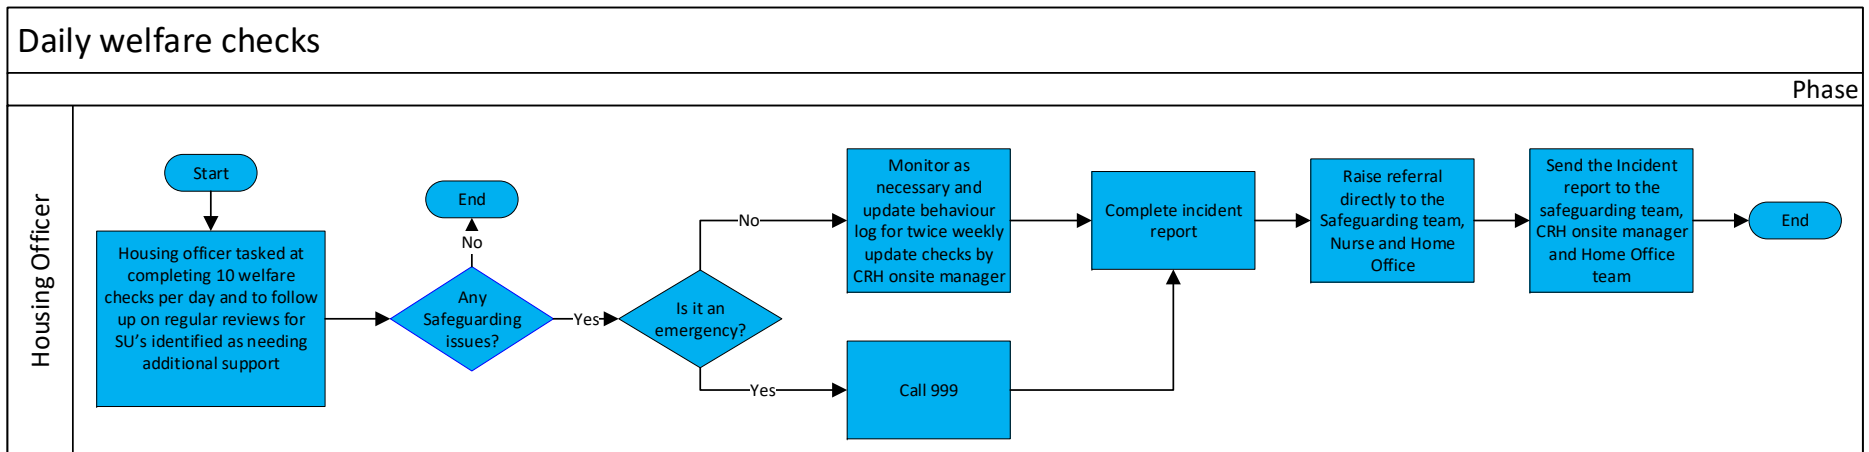 Daily welfare checks
Phase
Housing Officer
Start
Housing officer tasked at
completing 10 welfare
checks per day and to follow
up on regular reviews for
SU’s identified as needing
additional support
End
No
Any
Safeguarding
issues?
Yes
Is it an
emergency?
No
Monitor as
necessary and
update behaviour
log for twice weekly
update checks by
CRH onsite manager
Yes
Call 999
Complete incident
report
Raise referral
directly to the
Safeguarding team,
Nurse and Home
Office
Send the Incident
report to the
safeguarding team,
CRH onsite manager
and Home Office
team
End